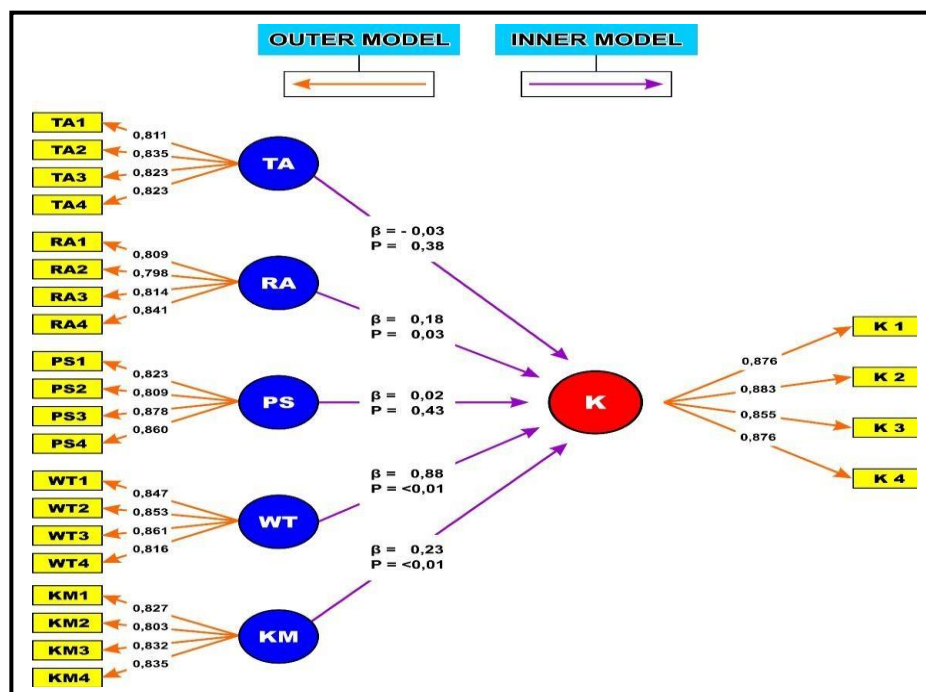 OUTER MODEL
INNER MODEL
TA1
TA2
TA3
TA4
0,811
0,835
0,823
0,823
TA
β = - 0,03
P = 0,38
RA1
RA2
RA3
RA4
0,809
0,798
0,814
0,841
RA
β = 0,18
P = 0,03
PS1
PS2
PS3
PS4
0,823
0,809
0,878
0,860
PS
β = 0,02
P = 0,43
WT1
WT2
WT3
WT4
0,847
0,853
0,861
0,816
WT
β = 0,88
P = <0,01
KM1
KM2
KM3
KM4
0,827
0,803
0,832
0,835
KM
β = 0,23
P = <0,01
K
0,876
0,883
0,855
0,876
K 1
K 2
K 3
K 4